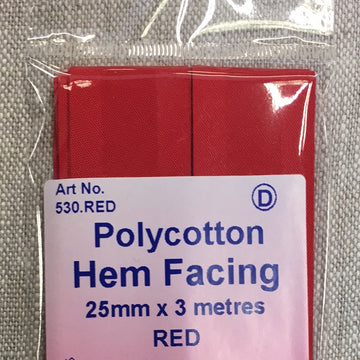 Art No.
530.RED
D
Polycotton
Hem Facing
25mm x 3 metres
RED